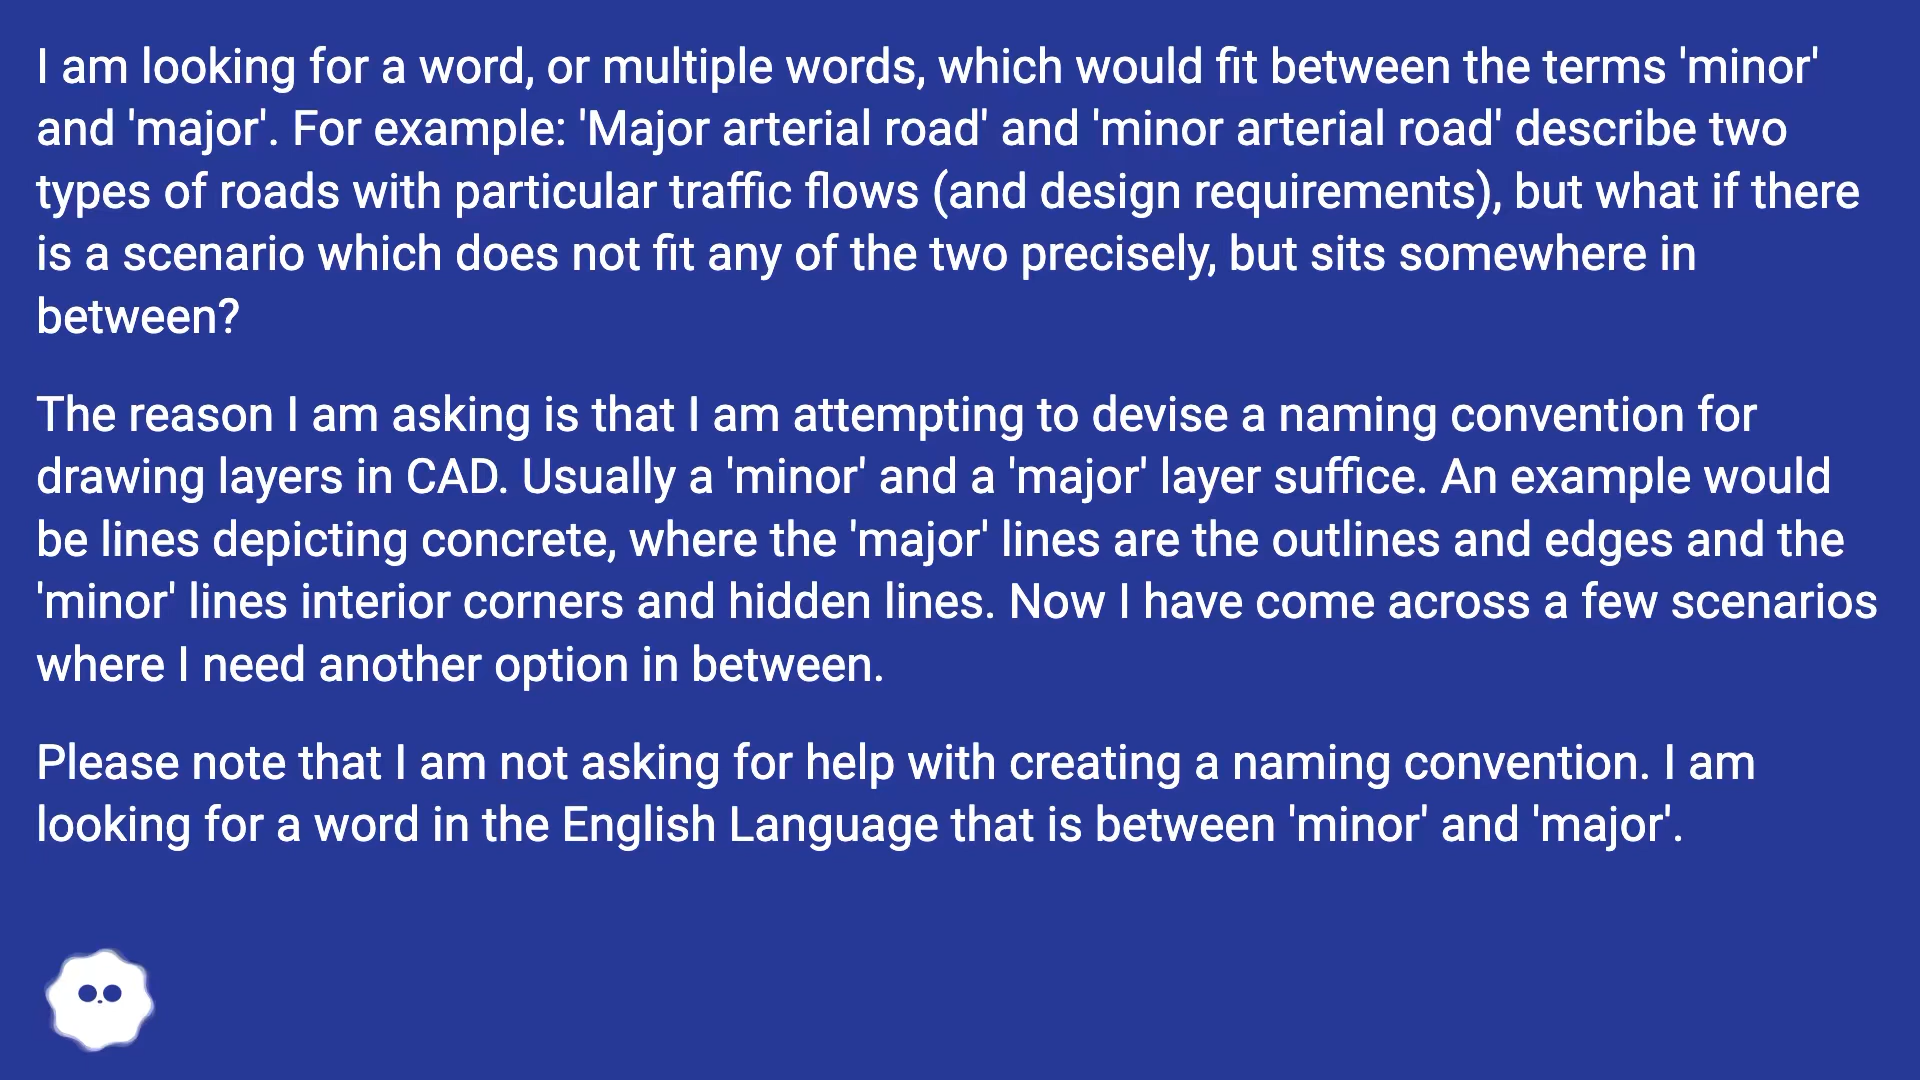 I am looking for a word, or multiple words, which would fit between the terms 'minor'
and 'major'. For example: 'Major arterial road' and 'minor arterial road' describe two
types of roads with particular traffic flows (and design requirements), but what if there
is a scenario which does not fit any of the two precisely, but sits somewhere in
between?
The reason I am asking is that I am attempting to devise a naming convention for
drawing layers in CAD. Usually a 'minor' and a 'major' layer suffice. An example would
be lines depicting concrete, where the 'major' lines are the outlines and edges and the
'minor' lines interior corners and hidden lines. Now I have come across a few scenarios
where I need another option in between.
Please note that I am not asking for help with creating a naming convention. I am
looking for a word in the English Language that is between 'minor' and 'major'.